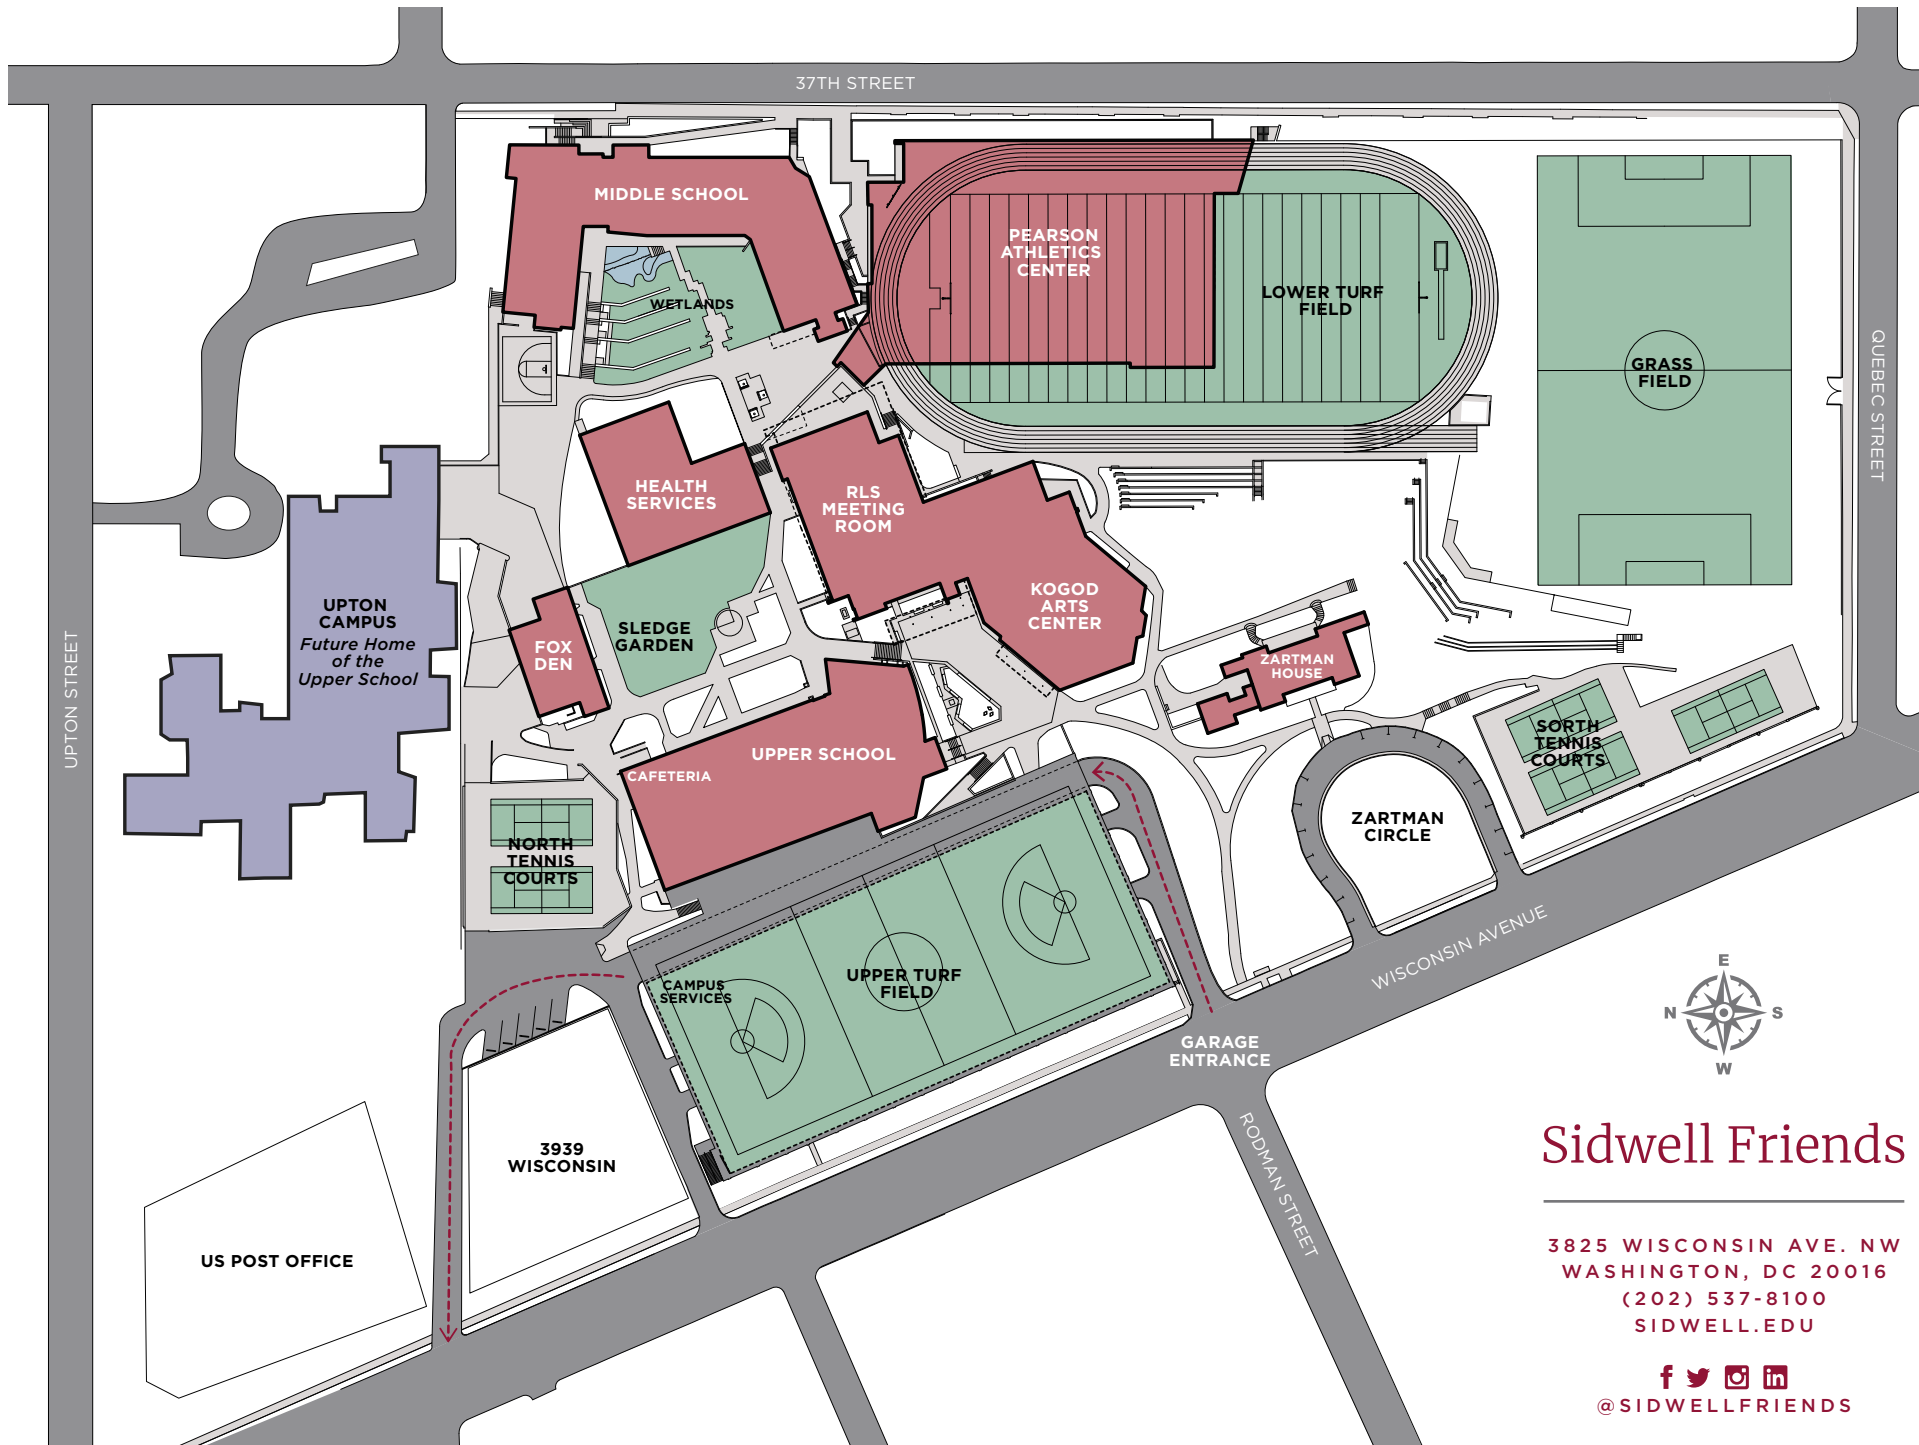 37TH STREET
MIDDLE SCHOOL
WETLANDS
PEARSON
ATHLETICS
CENTER
LOWER TURF
FIELD
GRASS
FIELD
QUEBEC STREET
HEALTH
SERVICES
RLS
MEETING
ROOM
KOGOD
ARTS
CENTER
UPTON
CAMPUS
Future Home
of the
Upper School
UPTON STREET
FOX
DEN
SLEDGE
GARDEN
ZARTMAN
HOUSE
SORTH
TENNIS
COURTS
UPPER SCHOOL
CAFETERIA
NORTH
TENNIS
COURTS
ZARTMAN
CIRCLE
WISCONSIN AVENUE
UPPER TURF
FIELD
CAMPUS
SERVICES
GARAGE
ENTRANCE
RODMAN STREET
3939
WISCONSIN
US POST OFFICE
E
N S
W
Sidwell Friends
3825 WISCONSIN AVE. NW
WASHINGTON, DC 20016
(202) 537-8100
SIDWELL.EDU
@SIDWELLFRIENDS